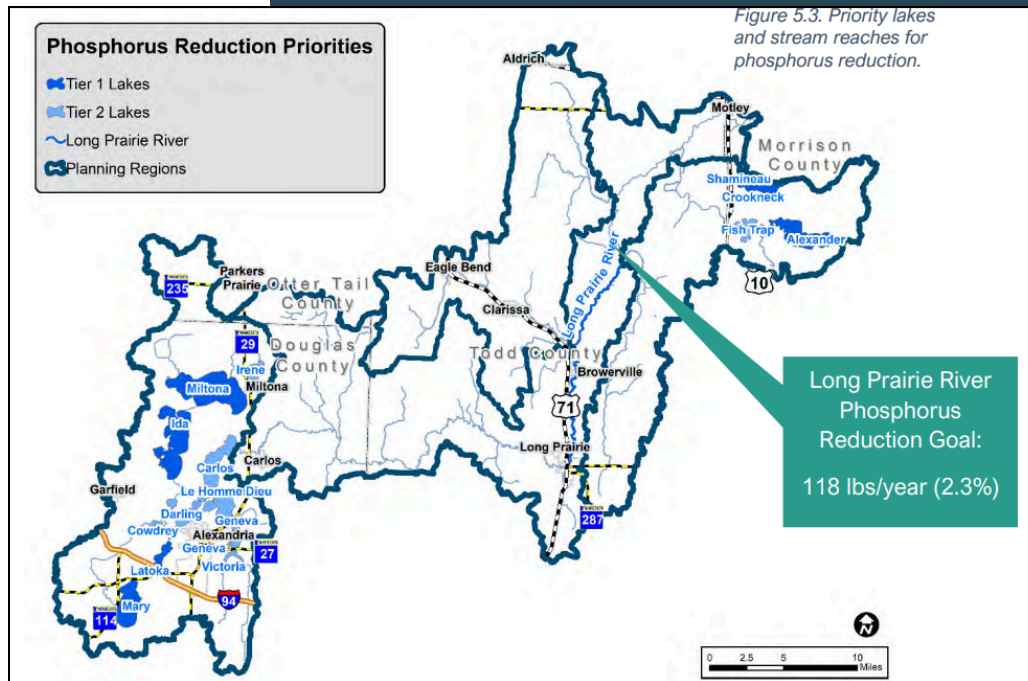 Figure 5.3. Priority lakes
and stream reaches for
phosphorus reduction.
Phosphorus Reduction Priorities
Tier 1 Lakes
Tier 2 Lakes
Long Prairie River
Planning Regions
Aldrich
Motley
Morrison
County
Shamineau
Crookneck
Fish Trap
Alexander
10
Long Prairie River
Eagle Bend
Clarissa
Parkers
Prairie
Otter Tail
County
235
Douglas
County
29
Irene
Miltona
Miltona
Todd County
Browerville
71
Ida
Long Prairie
Carlos
Carlos
Garfield
Le Homme Dieu
Darling
Geneva
Cowdrey
Alexandria
Geneva
27
287
Latoka
Victoria
Mary
94
114
Long Prairie River
Phosphorus
Reduction Goal:
118 lbs/year (2.3%)
N
0 2.5 5 10
Miles